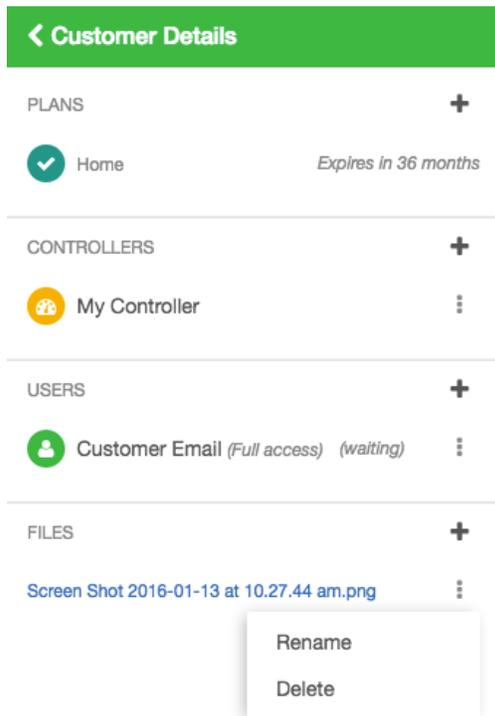 Customer Details
PLANS
Home Expires in 36 months
CONTROLLERS
My Controller
USERS
Customer Email (Full access) (waiting)
FILES
Screen Shot 2016-01-13 at 10.27.44 am.png
Rename
Delete